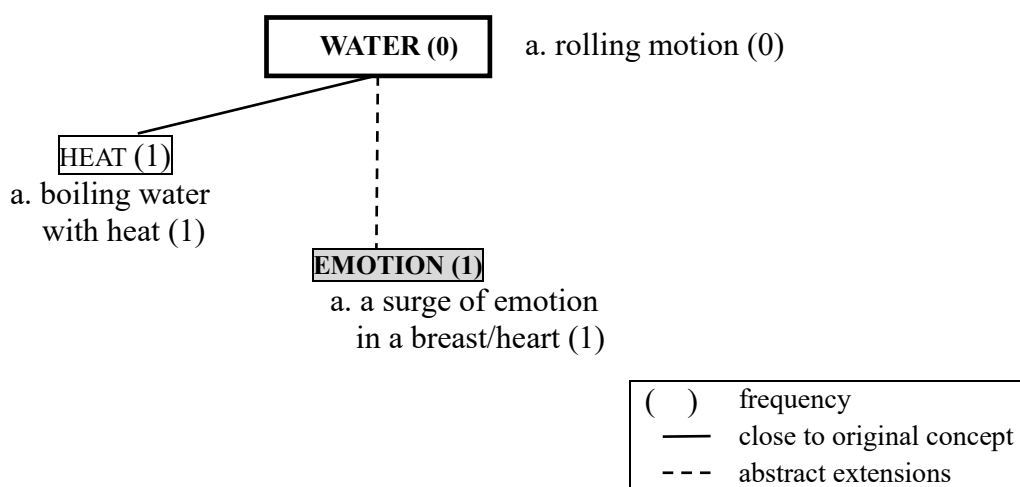 WATER (0)
a. rolling motion (0)
HEAT (1)
a. boiling water
with heat (1)
EMOTION (1)
a. a surge of emotion
in a breast/heart (1)
( ) frequency
close to original concept
abstract extensions